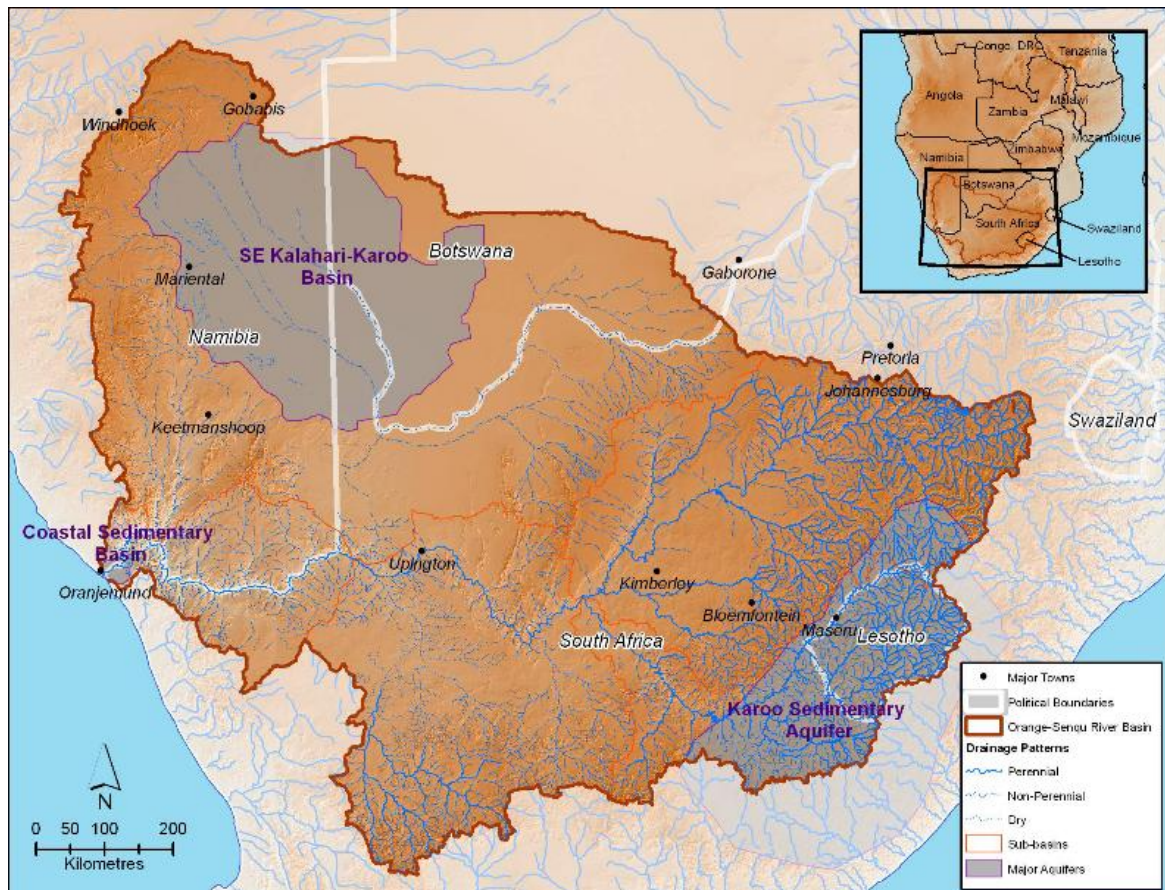 Congo, DRC
Tanzania
Angola
Malawi
Zambia
Mozambique
Zimbabwe
Namibia
Botswana
South Africa
Swaziland
Lesotho
Gobabis
Windhoek
SE Kalahari-Karoo
Basin
Botswana
Mariental
Gaborone
Namibia
Pretoria
Johannesburg
Keetmanshoop
Swaziland
Coastal Sedimentary
Basin
Oranjemund
Upington
Kimberley
Bloemfontein
Maseru
Lesotho
South Africa
Karoo Sedimentary
Aquifer
Major Towns
Political Boundaries
Orange-Senqu River Basin
Drainage Patterns
Perennial
Non-Perennial
Dry
Sub-basins
Major Aquifers
N
0 50 100 200
Kilometres